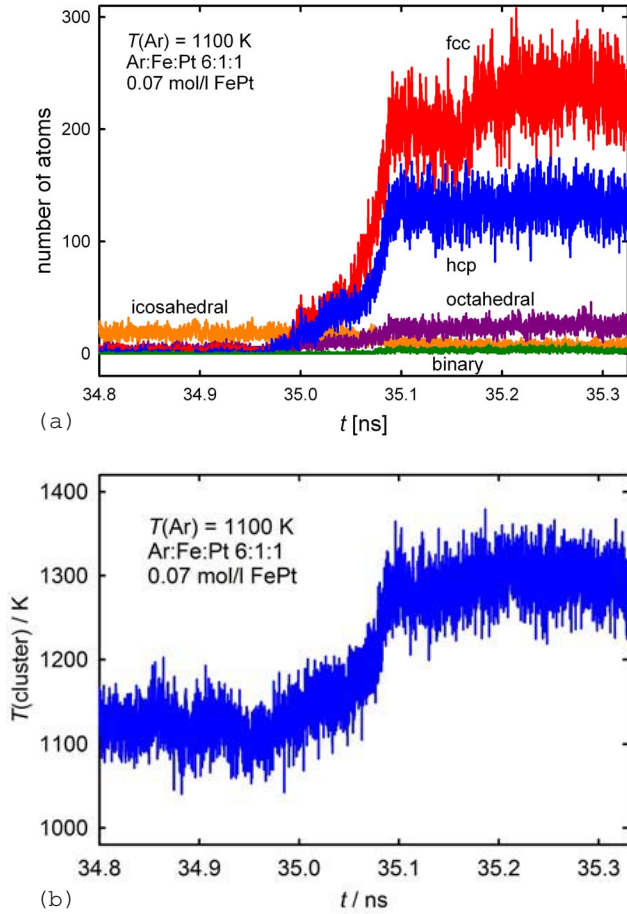 300
200
100
0
number of atoms
T(Ar) = 1100 K
Ar:Fe:Pt 6:1:1
0.07 mol/l FePt
fcc
hcp
icosahedral
octahedral
binary
34.8 34.9 35.0 35.1 35.2 35.3
(a)
t [ns]
1400
1300
1200
1100
1000
T(cluster) / K
T(Ar) = 1100 K
Ar:Fe:Pt 6:1:1
0.07 mol/l FePt
34.8 34.9 35.0 35.1 35.2 35.3
(b)
t / ns